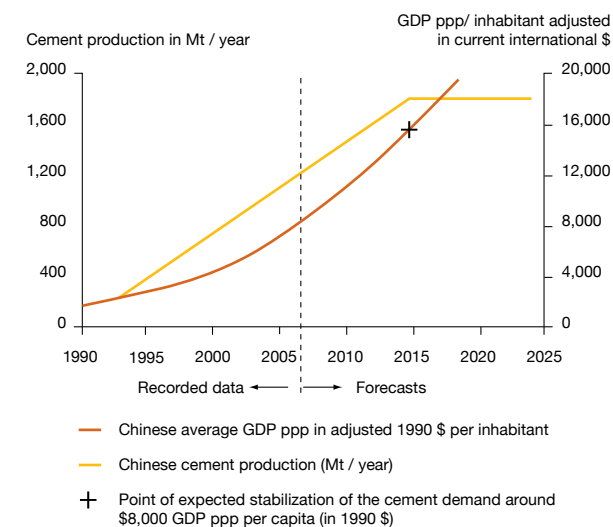 Cement production in Mt / year
GDP ppp/ inhabitant adjusted
in current international $
2,000
1,600
1,200
800
400
0
20,000
16,000
12,000
8,000
4,000
0
1990
1995
2000
2005
2010
2015
2020
2025
Recorded data
Forecasts
Chinese average GDP ppp in adjusted 1990 $ per inhabitant
Chinese cement production (Mt / year)
Point of expected stabilization of the cement demand around
$8,000 GDP ppp per capita (in 1990 $)